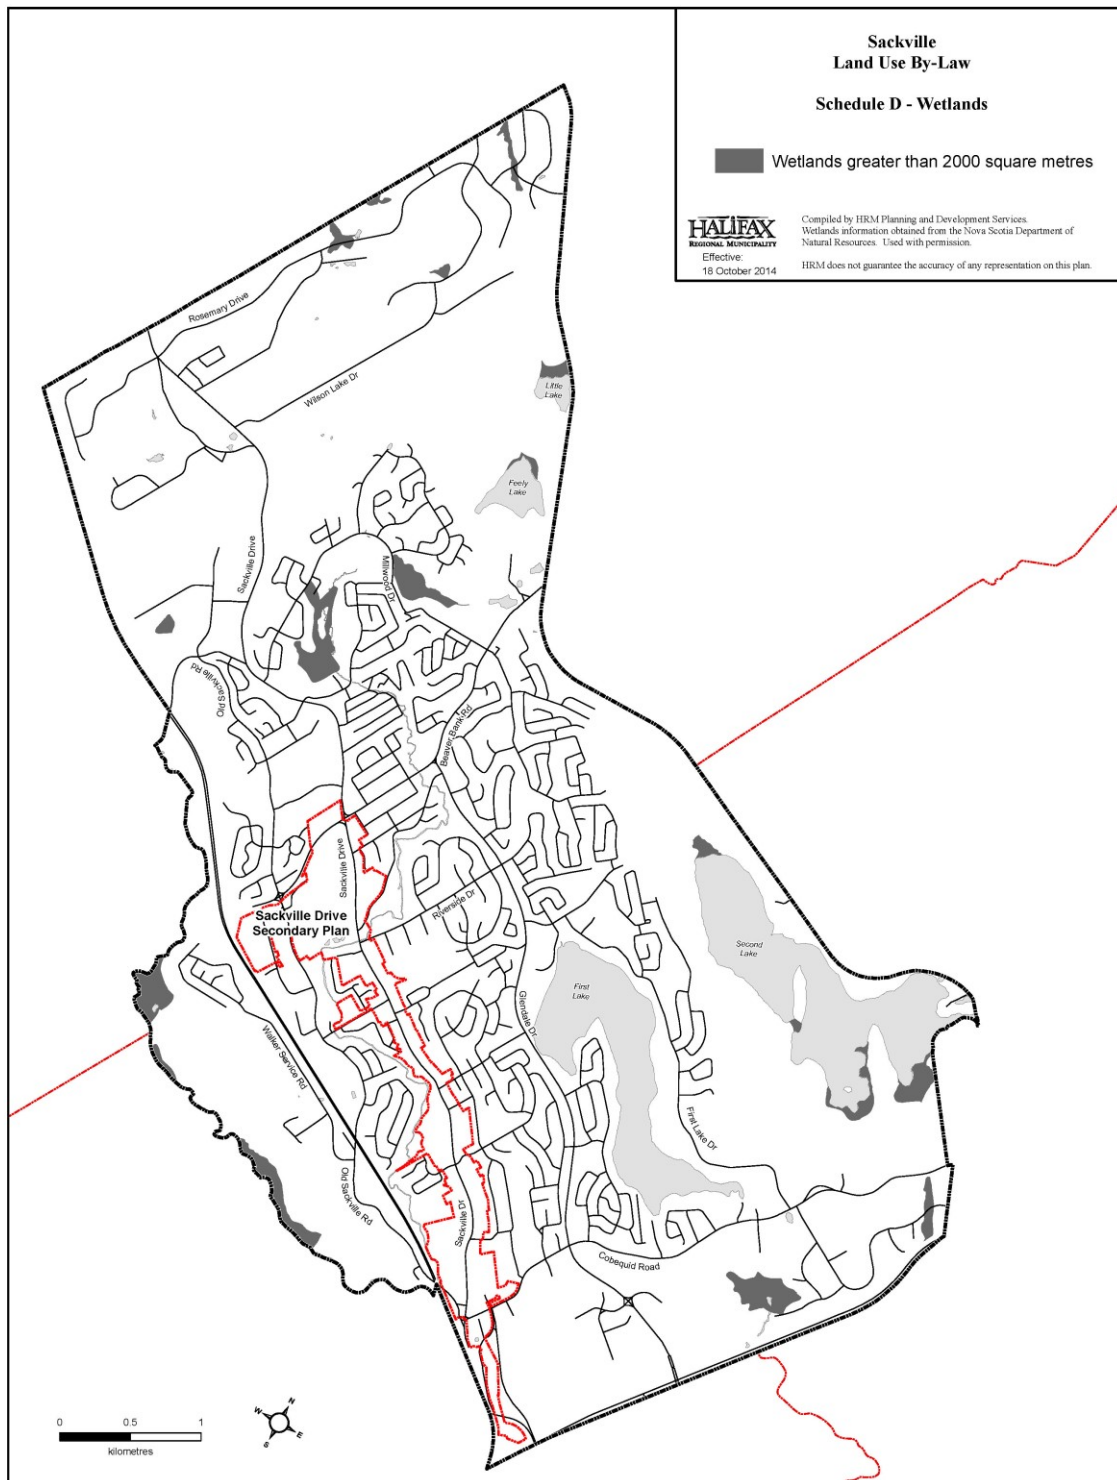 Sackville
Land Use By-Law
Schedule D - Wetlands
Wetlands greater than 2000 square metres
HALIFAX
REGIONAL MUNICIPALITY
Effective:
18 October 2014
Compiled by HRM Planning and Development Services.
Wetlands information obtained from the Nova Scotia Department of
Natural Resources. Used with permission.
HRM does not guarantee the accuracy of any representation on this plan.
Rosemary Drive
Wilson Lake Dr
Little
Lake
Feely
Lake
Sackville Drive
Millwood Dr
Old Sackville Rd
Beaver Bank Rd
Sackville Drive
Riverside Dr
Sackville Drive
Secondary Plan
Second
Lake
First
Lake
Glendale Dr
Walker Service Rd
First Lake Dr
Old Sackville Rd
Sackville Dr
Cobequid Road
N
W
E
S
0 0.5 1
kilometres